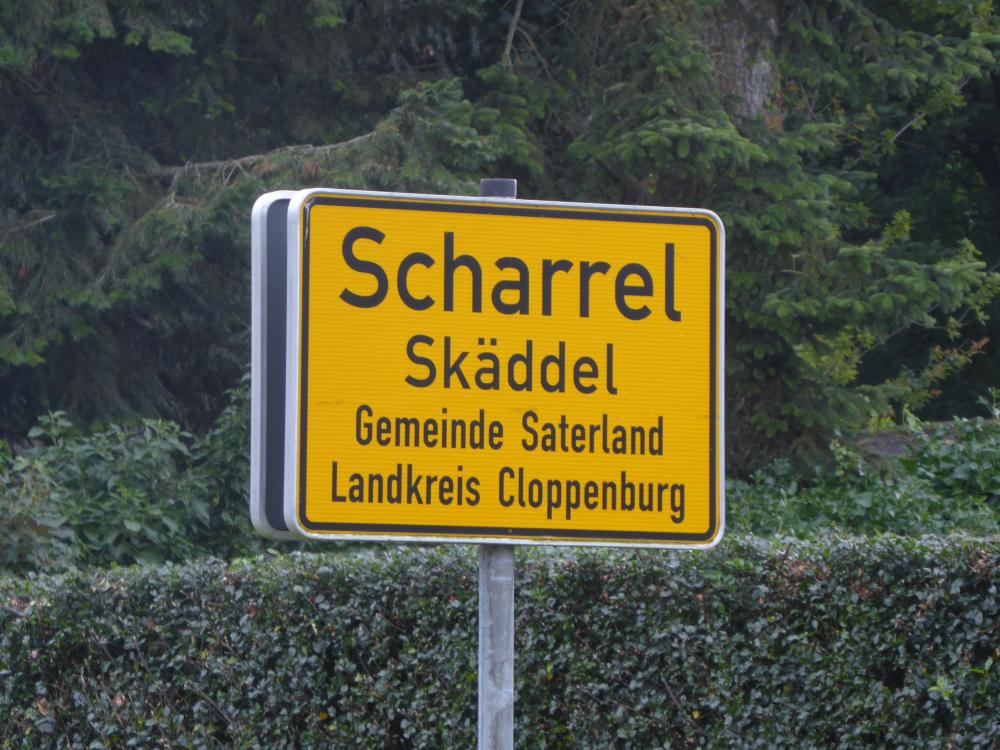 Scharrel
Skäddel
Gemeinde Saterland
Landkreis Cloppenburg